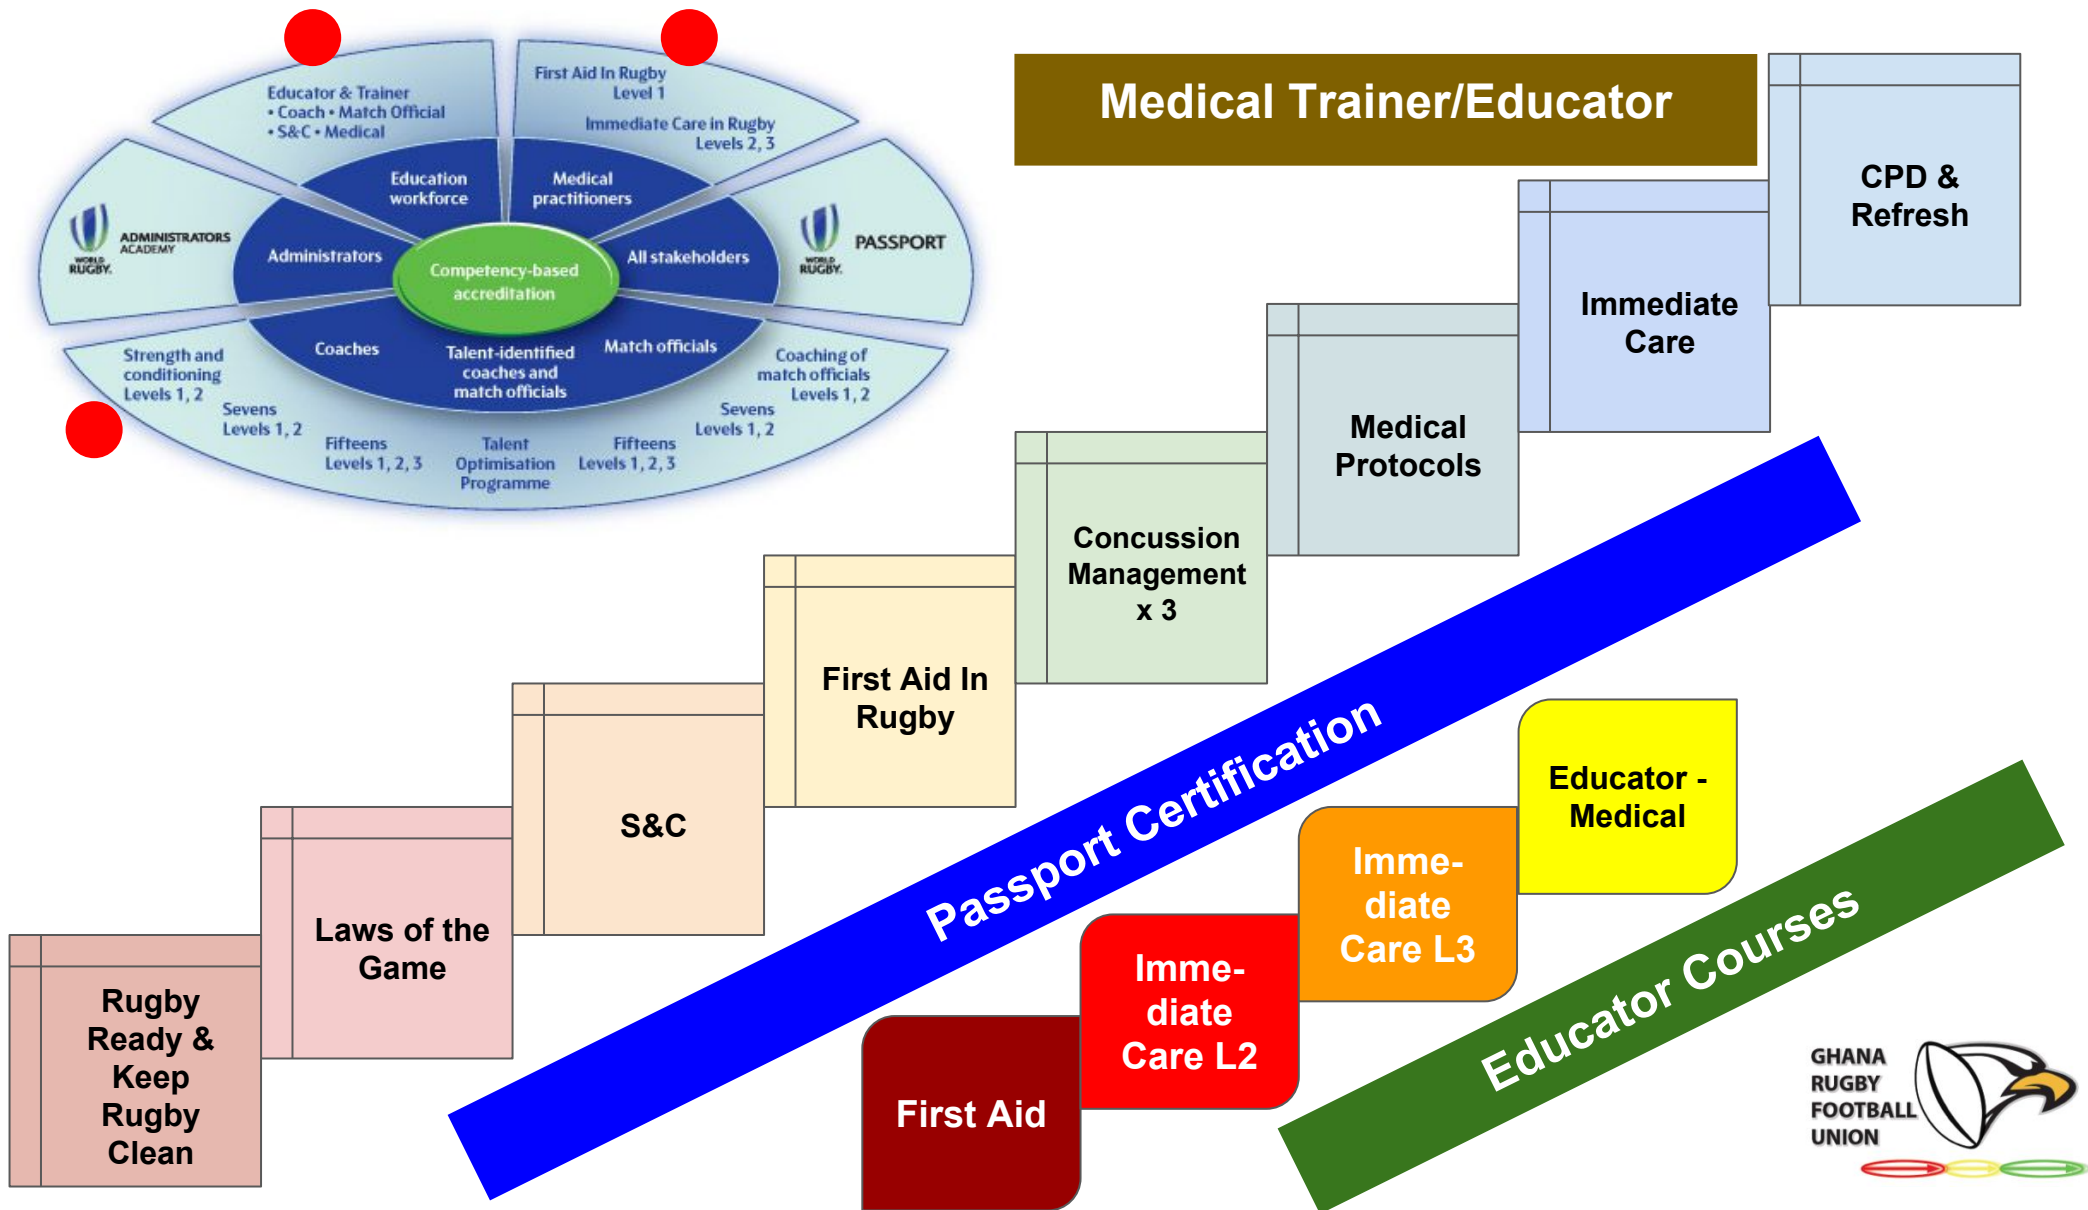 Educator & Trainer
• Coach • Match Official
• S&C • Medical
First Aid In Rugby
Level 1
Immediate Care in Rugby
Levels 2, 3
Education
workforce
Medical
practitioners
WORLD
RUGBY.
ADMINISTRATORS
ACADEMY
Administrators
Competency-based
accreditation
All stakeholders
WORLD
RUGBY.
PASSPORT
Coaches
Talent-identified
coaches and
match officials
Match officials
Strength and
conditioning
Levels 1, 2
Sevens
Levels 1, 2
Fifteens
Levels 1, 2, 3
Talent
Optimisation
Programme
Fifteens
Levels 1, 2, 3
Sevens
Levels 1, 2
Coaching of
match officials
Levels 1, 2
Medical Trainer/Educator
CPD &
Refresh
Immediate
Care
Medical
Protocols
Concussion
Management
x 3
First Aid In
Rugby
S&C
Laws of the
Game
Rugby
Ready &
Keep
Rugby
Clean
Passport Certification
First Aid
Imme-
diate
Care L2
Imme-
diate
Care L3
Educator -
Medical
Educator Courses
GHANA
RUGBY
FOOTBALL
UNION